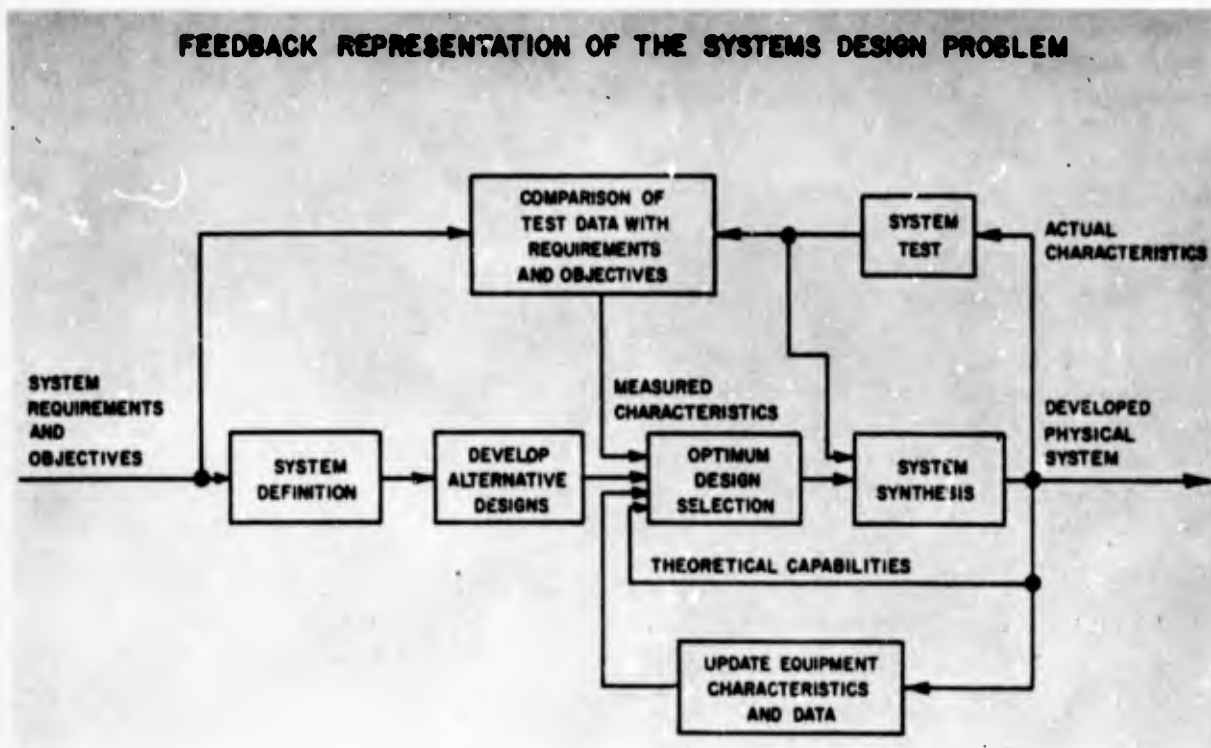 FEEDBACK REPRESENTATION OF THE SYSTEMS DESIGN PROBLEM
COMPARISON OF
TEST DATA WITH
REQUIREMENTS
AND OBJECTIVES
SYSTEM
TEST
ACTUAL
CHARACTERISTICS
SYSTEM
REQUIREMENTS
AND
OBJECTIVES
MEASURED
CHARACTERISTICS
DEVELOPED
PHYSICAL
SYSTEM
SYSTEM
DEFINITION
DEVELOP
ALTERNATIVE
DESIGNS
OPTIMUM
DESIGN
SELECTION
SYSTEM
SYNTHESIS
THEORETICAL CAPABILITIES
UPDATE EQUIPMENT
CHARACTERISTICS
AND DATA